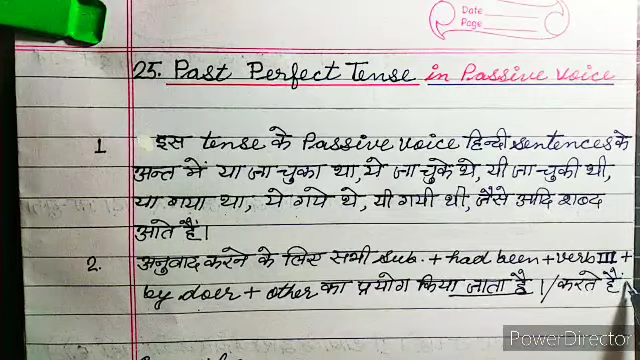 Date
Page
25. Past Perfect Tense in Passive Voice
1 इस tense के Passive voice हिन्दी sentences के
अन्त में या जा चुका था, ये जा चुके थे, यी जा चुकी थी,
या गया था, ये गये थे, यी गयी थी, जैसे आदि शब्द
आते हैं।
2. अनुवाद करने के लिए सभी sub. + had been + verb III +
by doer + other का प्रयोग किया जाता है।/करते हैं
PowerDirector